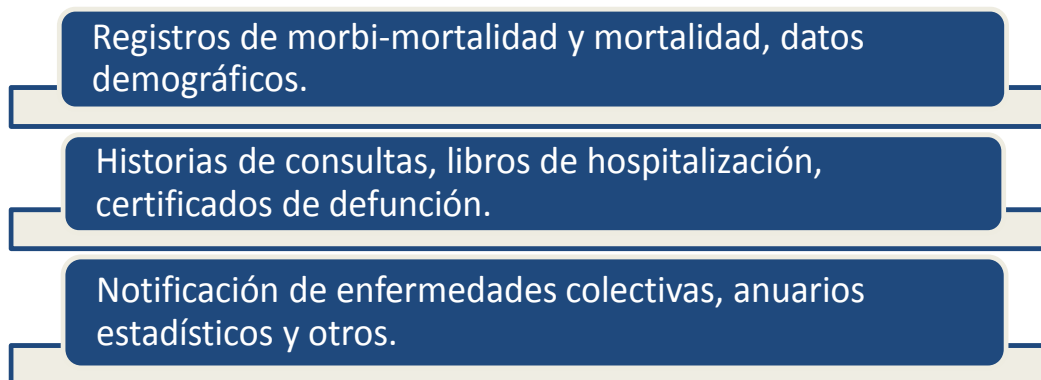 Registros de morbi-mortalidad y mortalidad, datos
demográficos.
Historias de consultas, libros de hospitalización,
certificados de defunción.
Notificación de enfermedades colectivas, anuarios
estadísticos y otros.